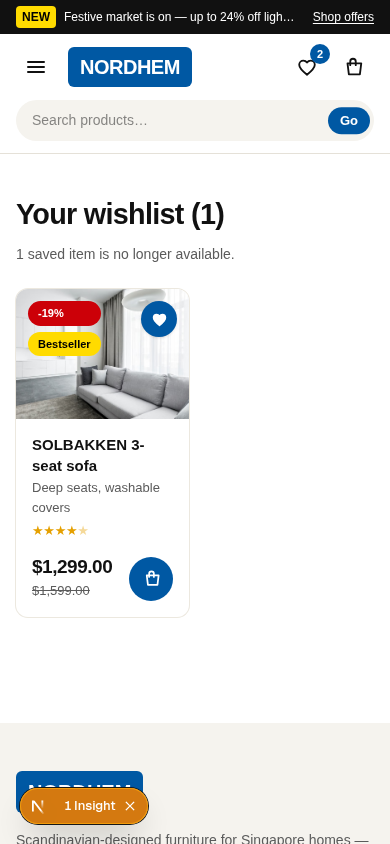 NEW Festive market is on — up to 24% off ligh… Shop offers
NORDHEM
2
Search products…
Go
Your wishlist (1)
1 saved item is no longer available.
-19%
Bestseller
SOLBAKKEN 3-
seat sofa
Deep seats, washable
covers
$1,299.00
$1,599.00
NORDHEM
1 Insight
Scandinavian-designed furniture for Singapore homes —